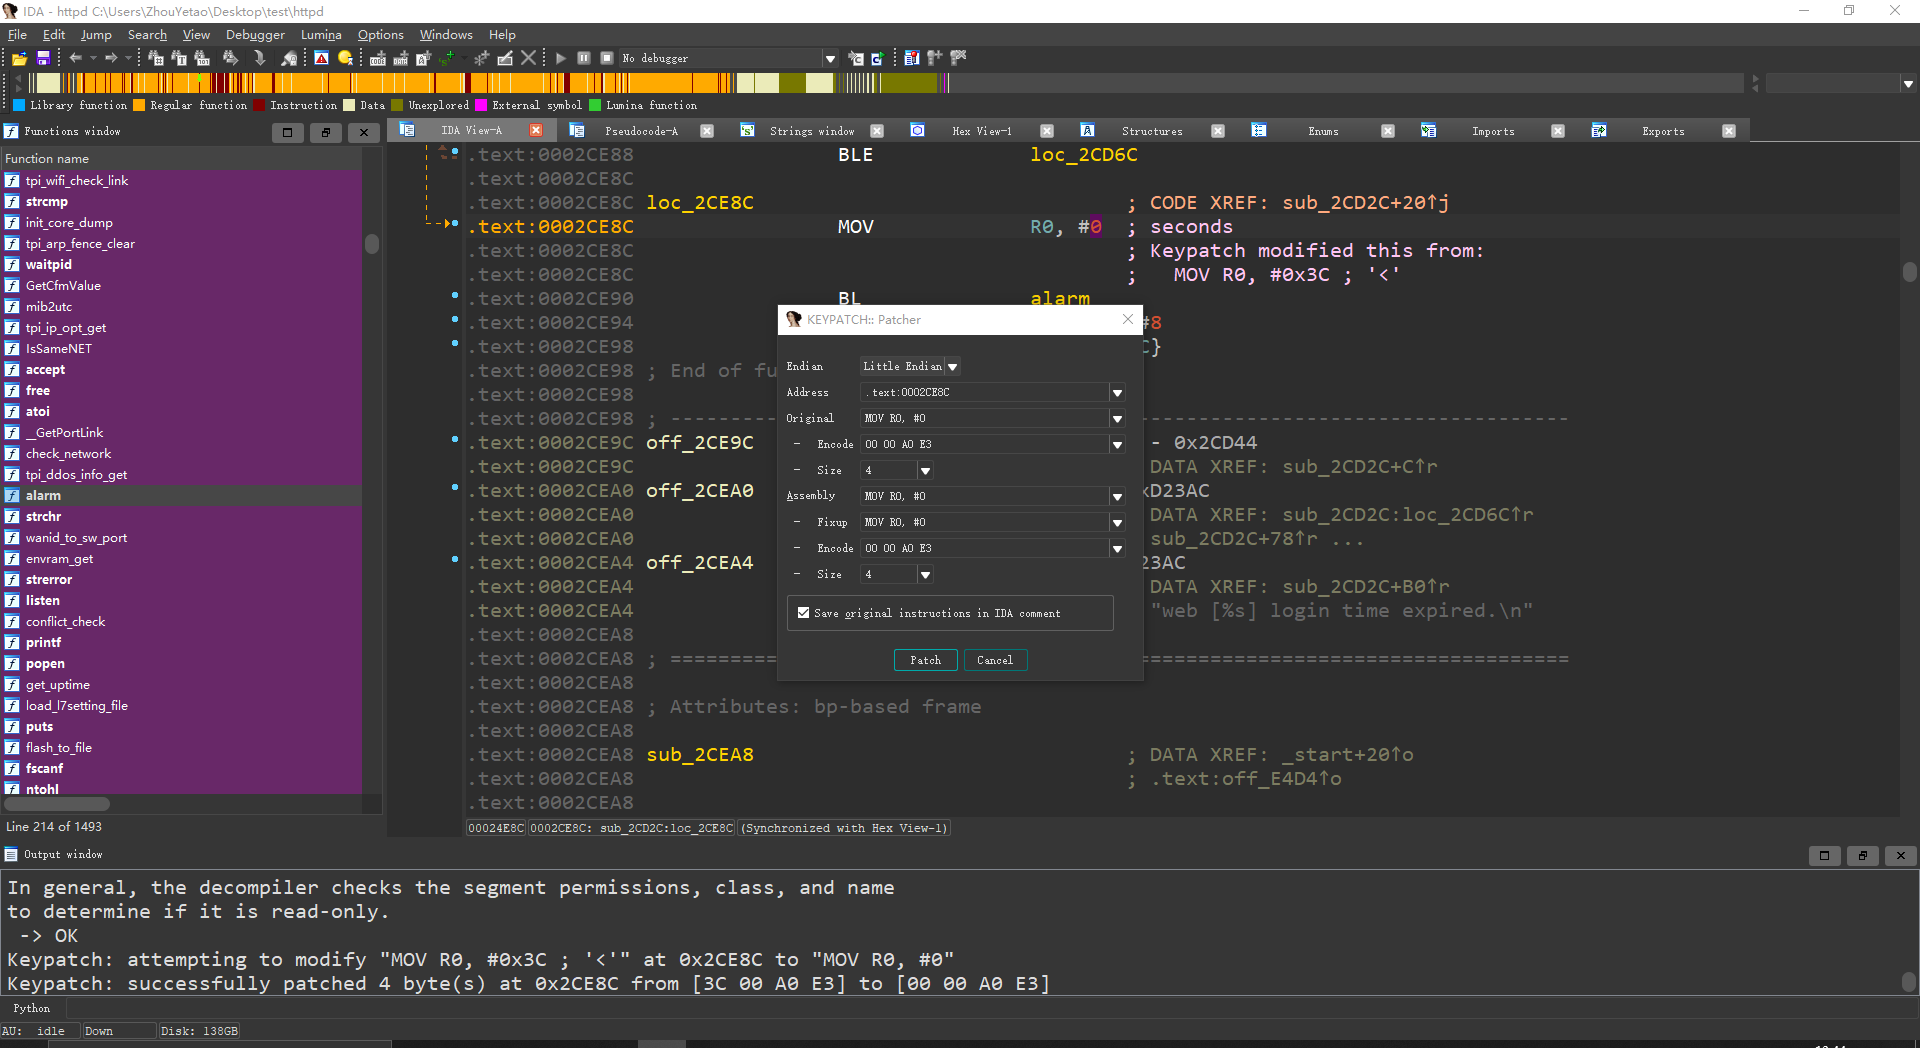 IDA - httpd C:\Users\ZhouYetao\Desktop\test\httpd
File Edit Jump Search View Debugger Lumina Options Windows Help
No debugger
Library function Regular function Instruction Data Unexplored External symbol Lumina function
Functions window
IDA View-A Pseudocode-A Strings window Hex View-1 Structures Enums Imports Exports
Function name
tpi_wifi_check_link
strcmp
init_core_dump
tpi_arp_fence_clear
waitpid
GetCfmValue
mib2utc
tpi_ip_opt_get
IsSameNET
accept
free
atoi
__GetPortLink
check_network
tpi_ddos_info_get
alarm
strchr
wanid_to_sw_port
envram_get
strerror
listen
conflict_check
printf
popen
get_uptime
load_l7setting_file
puts
flash_to_file
fscanf
ntohl
Line 214 of 1493
.text:0002CE88 BLE loc_2CD6C
.text:0002CE8C
.text:0002CE8C loc_2CE8C ; CODE XREF: sub_2CD2C+20↑j
.text:0002CE8C MOV R0, #0 ; seconds
.text:0002CE8C ; Keypatch modified this from:
.text:0002CE8C ; MOV R0, #0x3C ; '<'
.text:0002CE90 BL alarm
.text:0002CE94 #8
.text:0002CE98 }
.text:0002CE98 ; End of fu
.text:0002CE98
.text:0002CE98 ; ---------- ----------------------------------
.text:0002CE9C off_2CE9C - 0x2CD44
.text:0002CE9C DATA XREF: sub_2CD2C+C↑r
.text:0002CEA0 off_2CEA0 xD23AC
.text:0002CEA0 DATA XREF: sub_2CD2C:loc_2CD6C↑r
.text:0002CEA0 sub_2CD2C+78↑r ...
.text:0002CEA4 off_2CEA4 23AC
.text:0002CEA4 DATA XREF: sub_2CD2C+B0↑r
.text:0002CEA4 "web [%s] login time expired.\n"
.text:0002CEA8
.text:0002CEA8 ; ========= ===================================
.text:0002CEA8
.text:0002CEA8 ; Attributes: bp-based frame
.text:0002CEA8
.text:0002CEA8 sub_2CEA8 ; DATA XREF: _start+20↑o
.text:0002CEA8 ; .text:off_E4D4↑o
.text:0002CEA8
00024E8C 0002CE8C: sub_2CD2C:loc_2CE8C (Synchronized with Hex View-1)
KEYPATCH:: Patcher
Endian Little Endian
Address .text:0002CE8C
Original MOV R0, #0
- Encode 00 00 A0 E3
- Size 4
Assembly MOV R0, #0
- Fixup MOV R0, #0
- Encode 00 00 A0 E3
- Size 4
Save original instructions in IDA comment
Patch Cancel
Output window
In general, the decompiler checks the segment permissions, class, and name
to determine if it is read-only.
-> OK
Keypatch: attempting to modify "MOV R0, #0x3C ; '<'" at 0x2CE8C to "MOV R0, #0"
Keypatch: successfully patched 4 byte(s) at 0x2CE8C from [3C 00 A0 E3] to [00 00 A0 E3]
Python
AU: idle Down Disk: 138GB